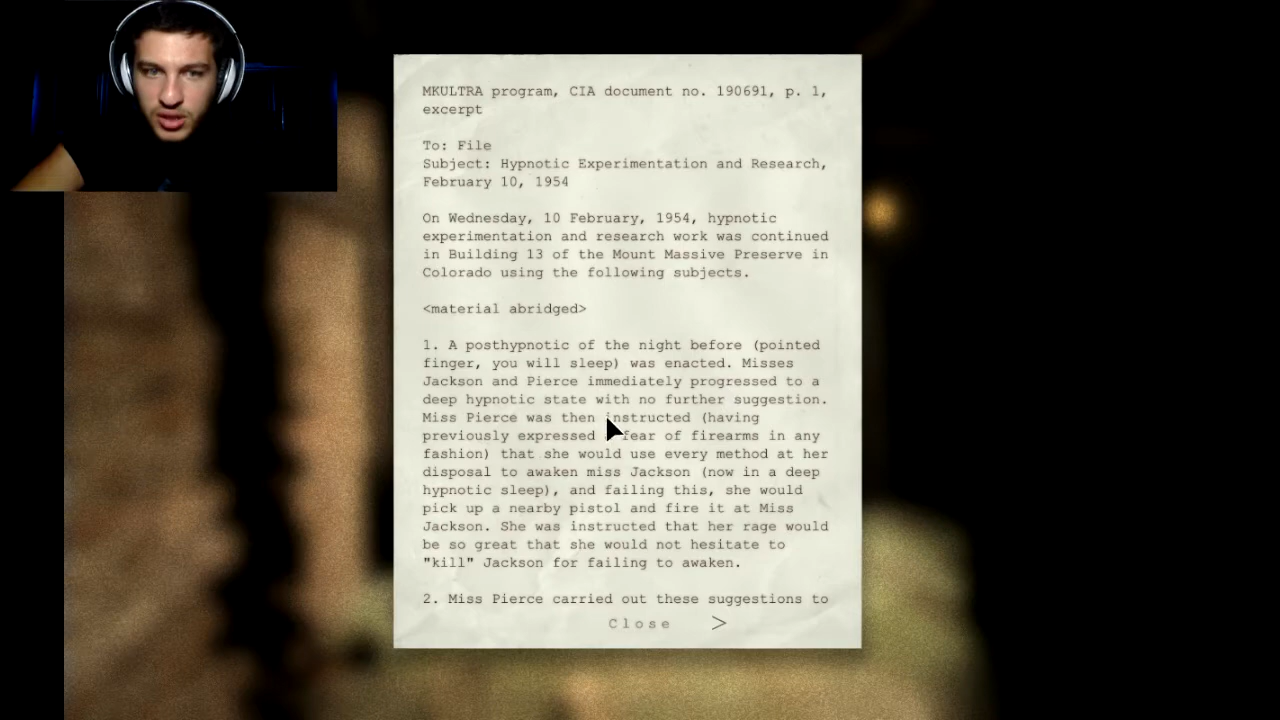 MKULTRA program, CIA document no. 190691, p. 1,
excerpt
To: File
Subject: Hypnotic Experimentation and Research,
February 10, 1954
On Wednesday, 10 February, 1954, hypnotic
experimentation and research work was continued
in Building 13 of the Mount Massive Preserve in
Colorado using the following subjects.
<material abridged>
1. A posthypnotic of the night before (pointed
finger, you will sleep) was enacted. Misses
Jackson and Pierce immediately progressed to a
deep hypnotic state with no further suggestion.
Miss Pierce was then instructed (having
previously expressed fear of firearms in any
fashion) that she would use every method at her
disposal to awaken miss Jackson (now in a deep
hypnotic sleep), and failing this, she would
pick up a nearby pistol and fire it at Miss
Jackson. She was instructed that her rage would
be so great that she would not hesitate to
"kill" Jackson for failing to awaken.
2. Miss Pierce carried out these suggestions to
Close >